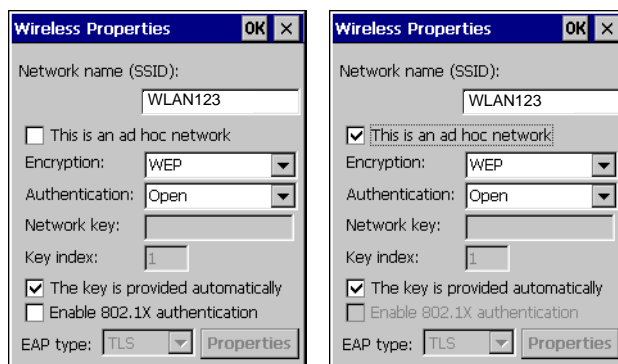 Wireless Properties OK ×
Network name (SSID):
WLAN123
This is an ad hoc network
Encryption: WEP
Authentication: Open
Network key:
Key index: 1
The key is provided automatically
Enable 802.1X authentication
EAP type: TLS Properties
Wireless Properties OK ×
Network name (SSID):
WLAN123
This is an ad hoc network
Encryption: WEP
Authentication: Open
Network key:
Key index: 1
The key is provided automatically
Enable 802.1X authentication
EAP type: TLS Properties